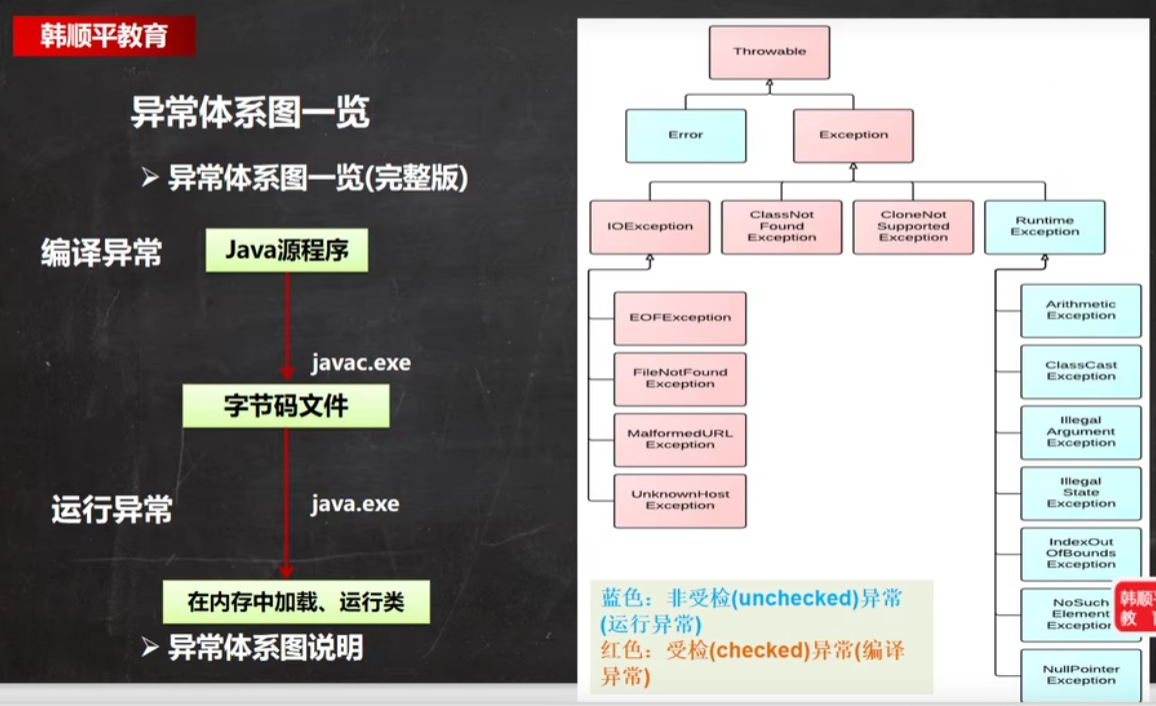 韩顺平教育
异常体系图一览
➢ 异常体系图一览(完整版)
编译异常
Java源程序
javac.exe
字节码文件
运行异常
java.exe
在内存中加载、运行类
➢ 异常体系图说明
Throwable
Error
Exception
IOException
ClassNot
Found
Exception
CloneNot
Supported
Exception
Runtime
Exception
EOFException
FileNotFound
Exception
MalformedURL
Exception
UnknownHost
Exception
Arithmetic
Exception
ClassCast
Exception
Illegal
Argument
Exception
Illegal
State
Exception
IndexOut
OfBounds
Exception
NoSuch
Element
Exception
NullPointer
Exception
蓝色：非受检(unchecked)异常
(运行异常)
红色：受检(checked)异常(编译
异常)
韩顺平
教 育